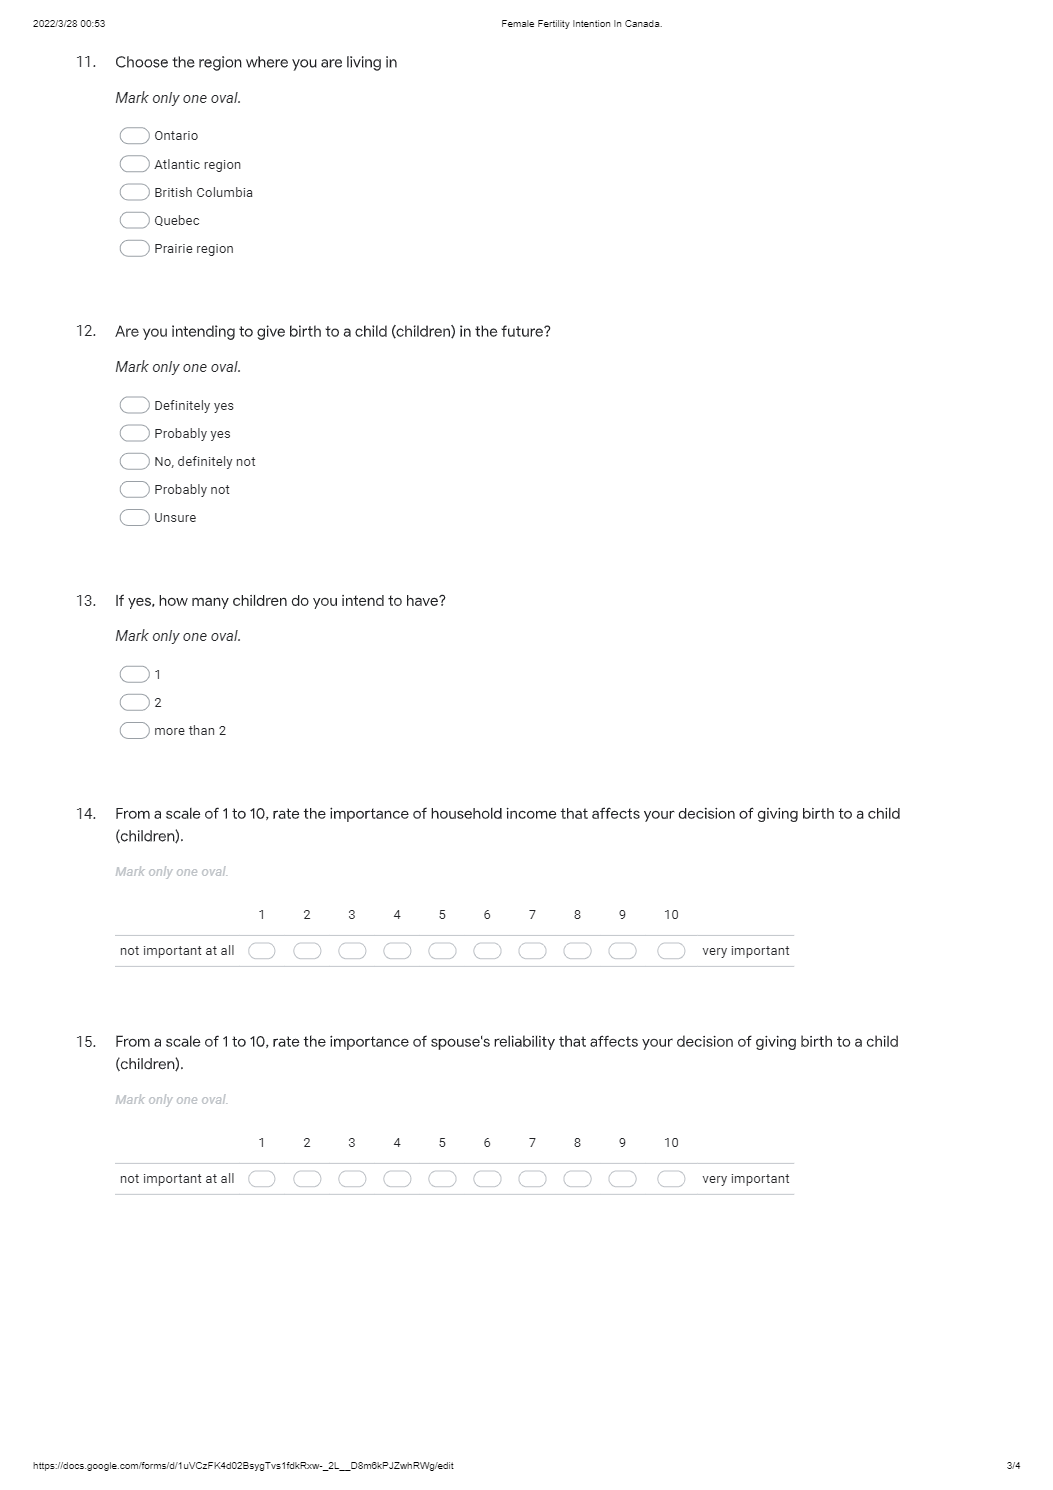 2022/3/28 00:53
Female Fertility Intention In Canada.
11. Choose the region where you are living in
Mark only one oval.
Ontario
Atlantic region
British Columbia
Quebec
Prairie region
12. Are you intending to give birth to a child (children) in the future?
Mark only one oval.
Definitely yes
Probably yes
No, definitely not
Probably not
Unsure
13. If yes, how many children do you intend to have?
Mark only one oval.
1
2
more than 2
14. From a scale of 1 to 10, rate the importance of household income that affects your decision of giving birth to a child
(children).
Mark only one oval.
1 2 3 4 5 6 7 8 9 10
not important at all very important
15. From a scale of 1 to 10, rate the importance of spouse's reliability that affects your decision of giving birth to a child
(children).
Mark only one oval.
1 2 3 4 5 6 7 8 9 10
not important at all very important
https://docs.google.com/forms/d/1uVCzFK4d02BsygTvs1fdkRxw-_2L__D8m6kPJZwhRWg/edit
3/4